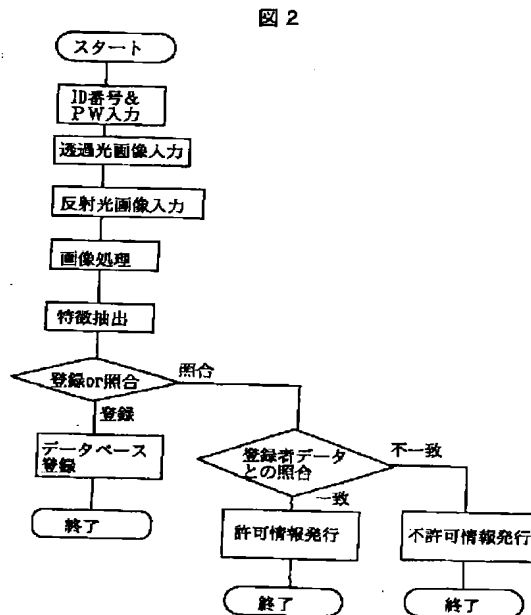 図2
スタート
ID番号&
PW入力
透過光画像入力
反射光画像入力
画像処理
特徴抽出
登録or照合
照合
登録
データベース
登録
終了
登録者データ
との照合
不一致
一致
許可情報発行
不許可情報発行
終了
終了